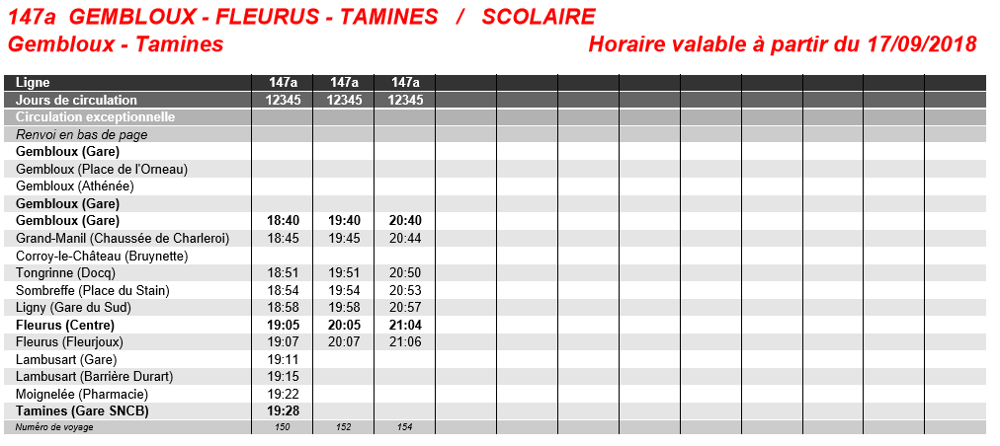 147a GEMBLOUX - FLEURUS - TAMINES / SCOLAIRE
Gembloux - Tamines Horaire valable à partir du 17/09/2018
Ligne 147a 147a 147a
Jours de circulation 12345 12345 12345
Circulation exceptionnelle
Renvoi en bas de page
Gembloux (Gare)
Gembloux (Place de l'Orneau)
Gembloux (Athénée)
Gembloux (Gare)
Gembloux (Gare) 18:40 19:40 20:40
Grand-Manil (Chaussée de Charleroi) 18:45 19:45 20:44
Corroy-le-Château (Bruynette)
Tongrinne (Docq) 18:51 19:51 20:50
Sombreffe (Place du Stain) 18:54 19:54 20:53
Ligny (Gare du Sud) 18:58 19:58 20:57
Fleurus (Centre) 19:05 20:05 21:04
Fleurus (Fleurjoux) 19:07 20:07 21:06
Lambusart (Gare) 19:11
Lambusart (Barrière Durart) 19:15
Moignelée (Pharmacie) 19:22
Tamines (Gare SNCB) 19:28
Numéro de voyage 150 152 154